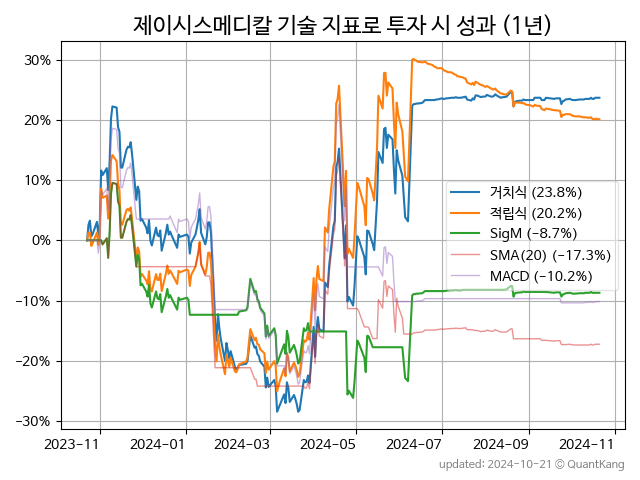 제이시스메디칼 기술 지표로 투자 시 성과 (1년)
30%
20%
10%
0%
−10%
−20%
−30%
거치식 (23.8%)
적립식 (20.2%)
SigM (−8.7%)
SMA(20) (−17.3%)
MACD (−10.2%)
2023-11 2024-01 2024-03 2024-05 2024-07 2024-09 2024-11
updated: 2024-10-21 © QuantKang